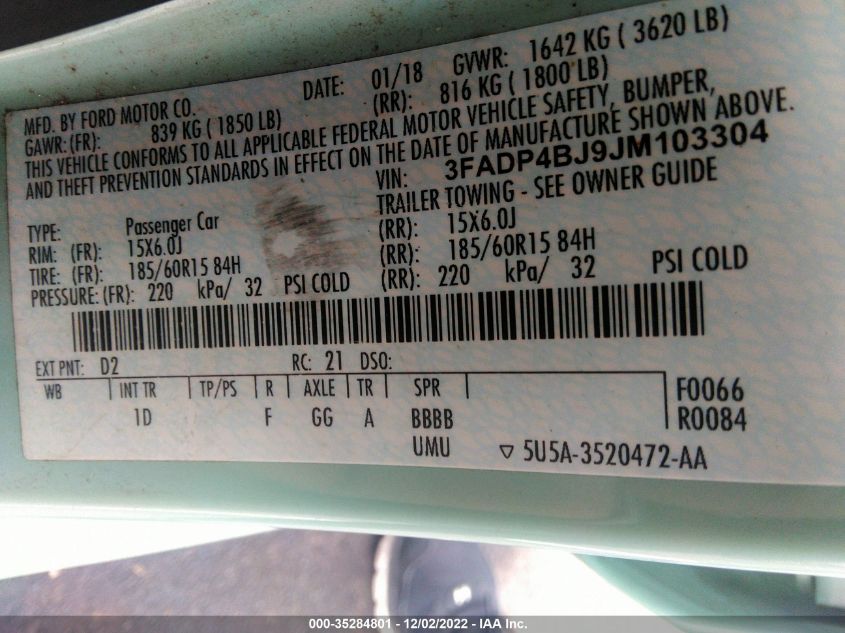 MFD. BY FORD MOTOR CO. DATE: 01/18 GVWR: 1642 KG ( 3620 LB)
GAWR:(FR): 839 KG ( 1850 LB) (RR): 816 KG ( 1800 LB)
THIS VEHICLE CONFORMS TO ALL APPLICABLE FEDERAL MOTOR VEHICLE SAFETY, BUMPER,
AND THEFT PREVENTION STANDARDS IN EFFECT ON THE DATE OF MANUFACTURE SHOWN ABOVE.
VIN: 3FADP4BJ9JM103304
TYPE: Passenger Car TRAILER TOWING - SEE OWNER GUIDE
RIM: (FR): 15X6.0J (RR): 15X6.0J
TIRE: (FR): 185/60R15 84H (RR): 185/60R15 84H
PRESSURE: (FR): 220 kPa/ 32 PSI COLD (RR): 220 kPa/ 32 PSI COLD
EXT PNT: D2 RC: 21 DSO:
WB INT TR TP/PS R AXLE TR SPR F0066
1D F GG A BBBB R0084
UMU ▽ 5U5A-3520472-AA
000-35284801 - 12/02/2022 - IAA Inc.